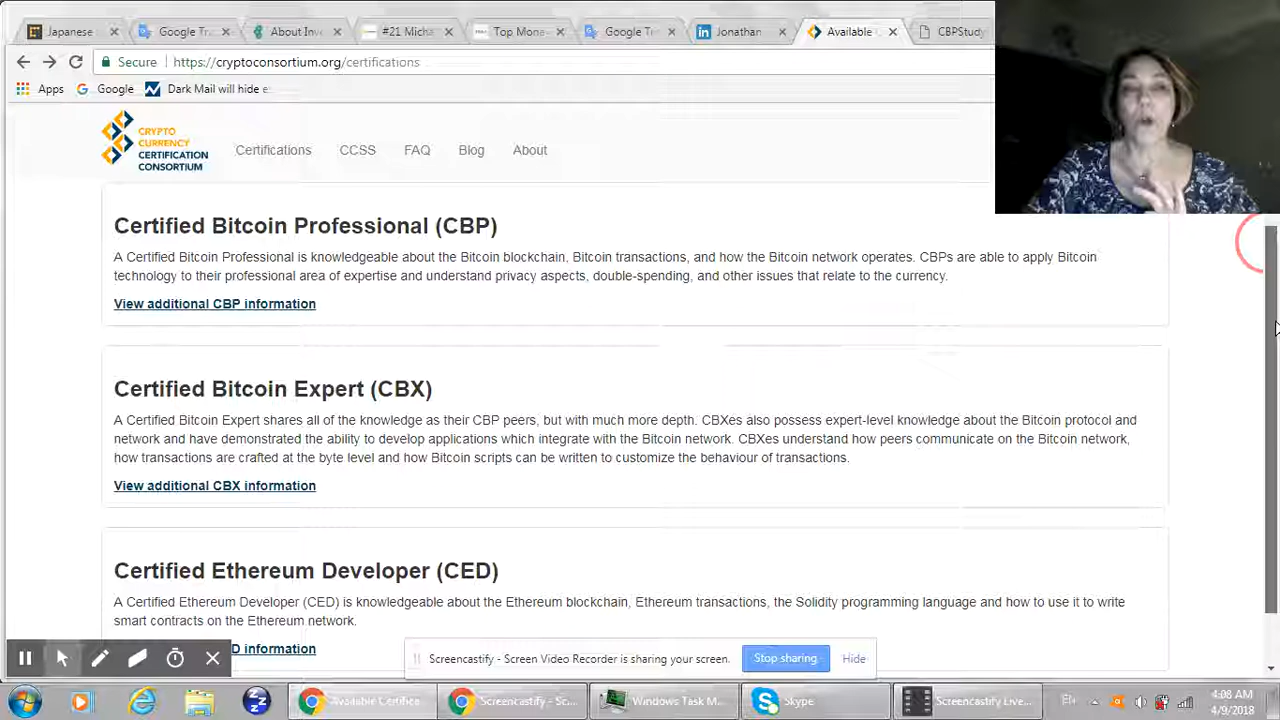 Japanese
Google Tr
About Inv
#21 Micha
Top Mone
Google Tr
Jonathan
Available
CBPStudy
Secure
https://cryptoconsortium.org/certifications
Apps
Google
Dark Mail will hide e
CRYPTO
CURRENCY
CERTIFICATION
CONSORTIUM
Certifications
CCSS
FAQ
Blog
About
Certified Bitcoin Professional (CBP)
A Certified Bitcoin Professional is knowledgeable about the Bitcoin blockchain, Bitcoin transactions, and how the Bitcoin network operates. CBPs are able to apply Bitcoin
technology to their professional area of expertise and understand privacy aspects, double-spending, and other issues that relate to the currency.
View additional CBP information
Certified Bitcoin Expert (CBX)
A Certified Bitcoin Expert shares all of the knowledge as their CBP peers, but with much more depth. CBXes also possess expert-level knowledge about the Bitcoin protocol and
network and have demonstrated the ability to develop applications which integrate with the Bitcoin network. CBXes understand how peers communicate on the Bitcoin network,
how transactions are crafted at the byte level and how Bitcoin scripts can be written to customize the behaviour of transactions.
View additional CBX information
Certified Ethereum Developer (CED)
A Certified Ethereum Developer (CED) is knowledgeable about the Ethereum blockchain, Ethereum transactions, the Solidity programming language and how to use it to write
smart contracts on the Ethereum network.
D information
Screencastify - Screen Video Recorder is sharing your screen.
Stop sharing
Hide
Available Certifica
Screencastify - Sc...
Windows Task M...
Skype
Screencastify Live...
EN
4:08 AM
4/9/2018